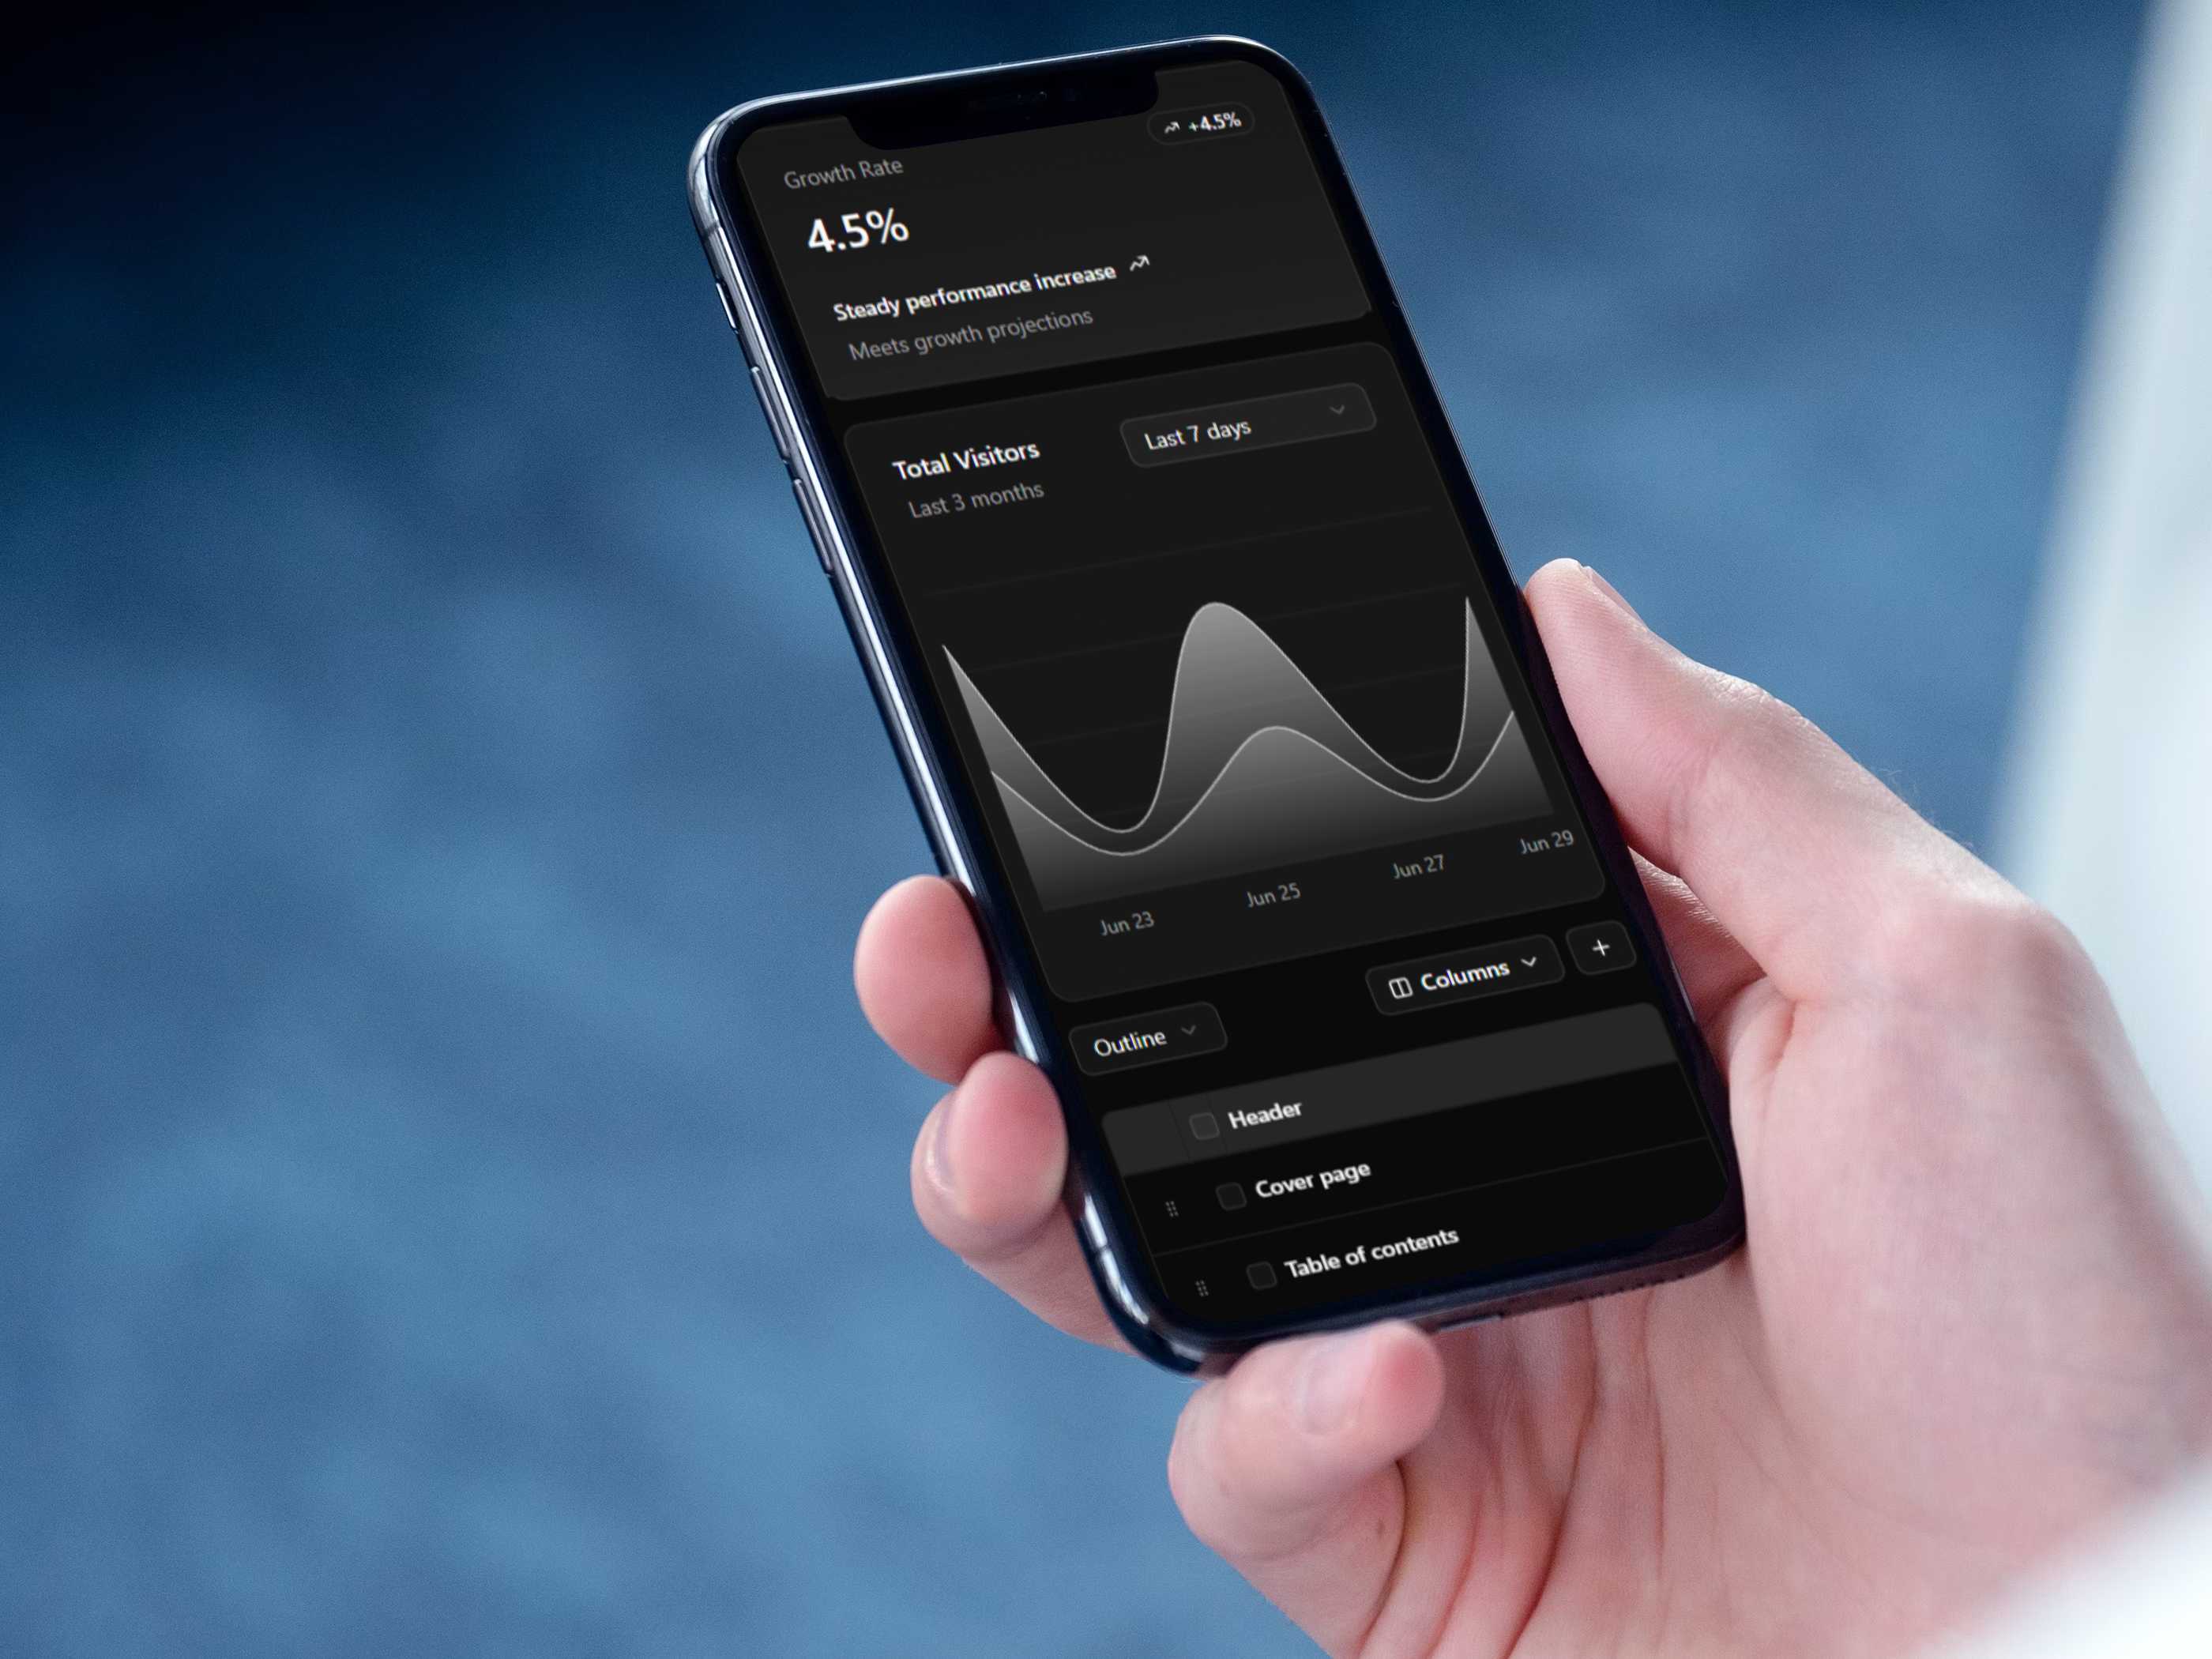 +4.5%
Growth Rate
4.5%
Steady performance increase
Meets growth projections
Total Visitors
Last 7 days
Last 3 months
Jun 23
Jun 25
Jun 27
Jun 29
Outline
Columns
+
Header
Cover page
Table of contents